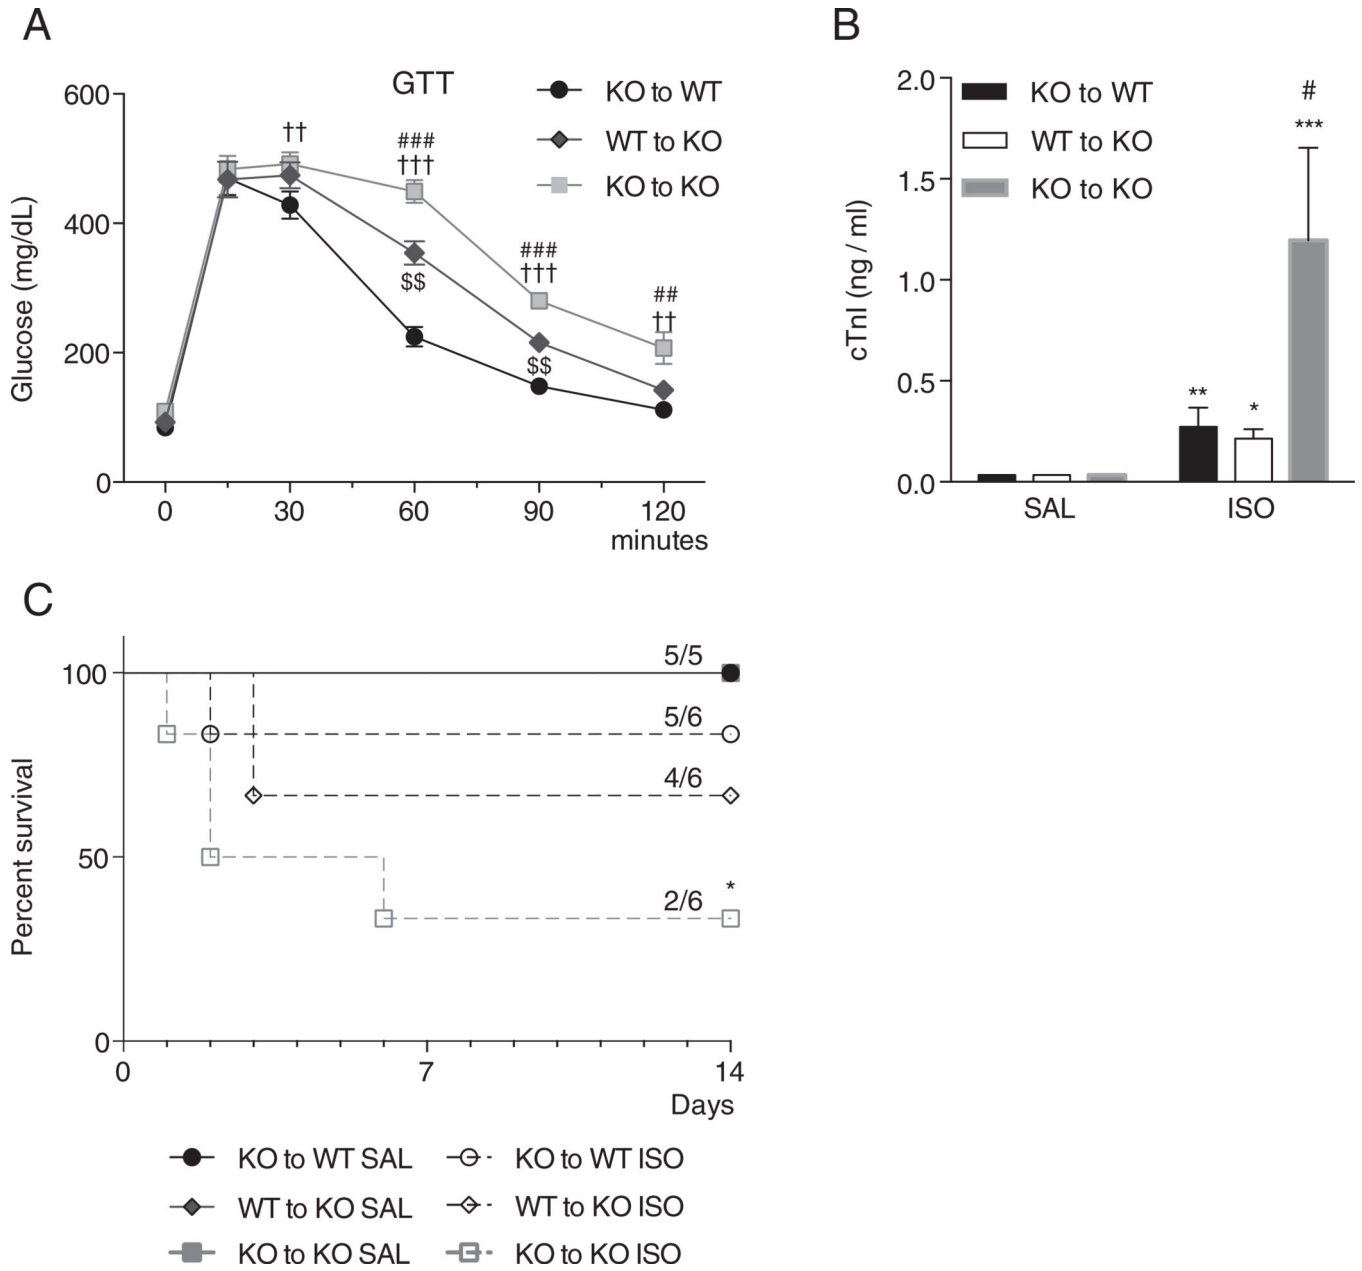 A
GTT
600
400
200
0
Glucose (mg/dL)
KO to WT
WT to KO
KO to KO
††
###
†††
$$
###
†††
$$
##
††
0 30 60 90 120
minutes
B
2.0
1.5
1.0
0.5
0.0
cTnI (ng / ml)
KO to WT
WT to KO
KO to KO
**
*
#
***
SAL ISO
C
100
50
0
Percent survival
5/5
5/6
4/6
2/6
*
0 7 14
Days
KO to WT SAL
WT to KO SAL
KO to KO SAL
KO to WT ISO
WT to KO ISO
KO to KO ISO